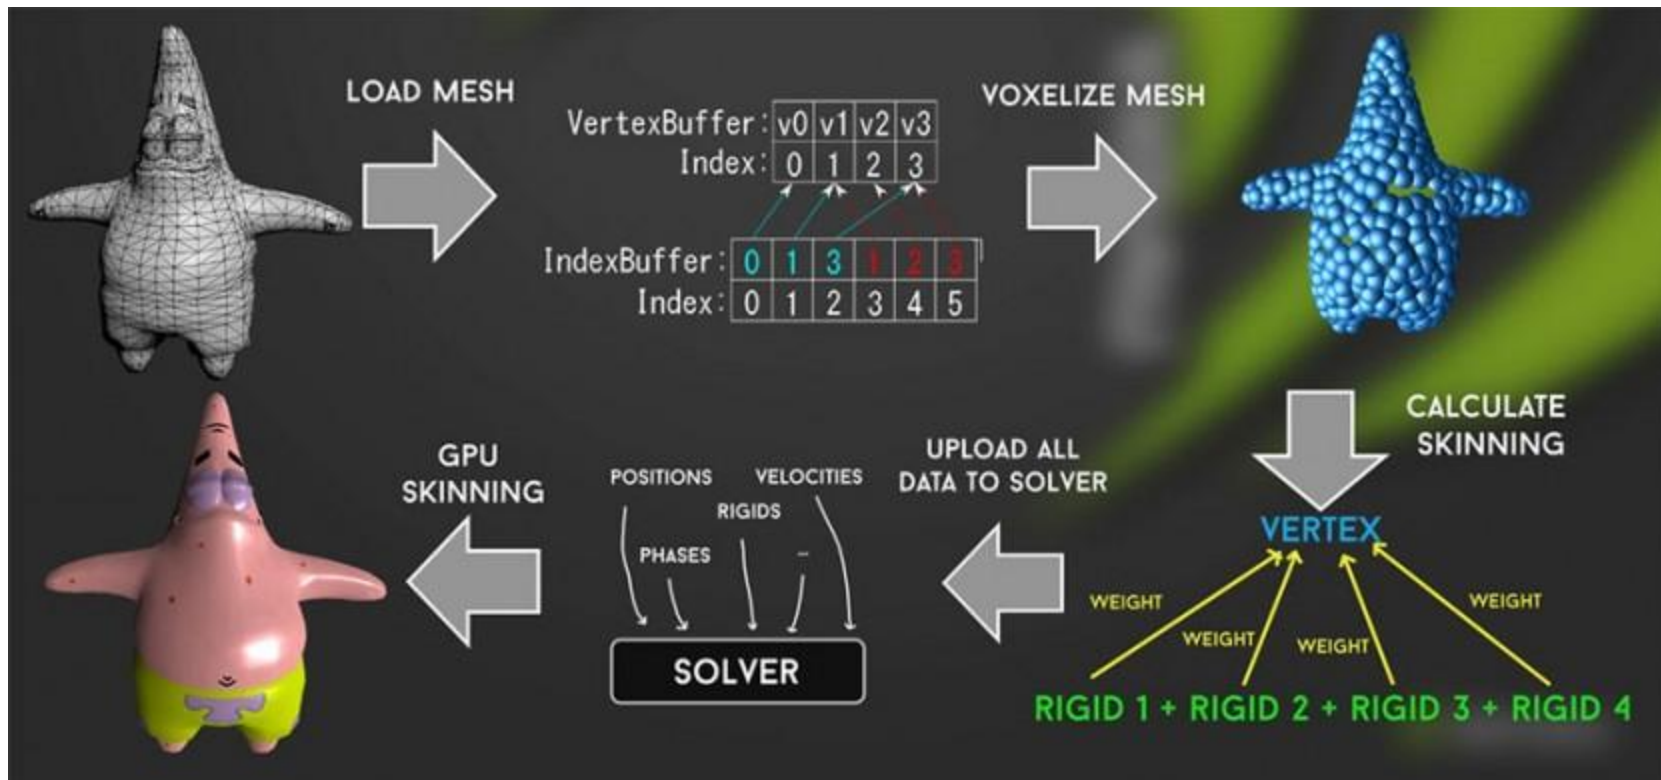 LOAD MESH
VertexBuffer: v0 v1 v2 v3
Index: 0 1 2 3
IndexBuffer: 0 1 3 1 2 3
Index: 0 1 2 3 4 5
VOXELIZE MESH
CALCULATE
SKINNING
VERTEX
WEIGHT
WEIGHT
WEIGHT
WEIGHT
RIGID 1 + RIGID 2 + RIGID 3 + RIGID 4
UPLOAD ALL
DATA TO SOLVER
POSITIONS
VELOCITIES
RIGIDS
PHASES
...
SOLVER
GPU
SKINNING